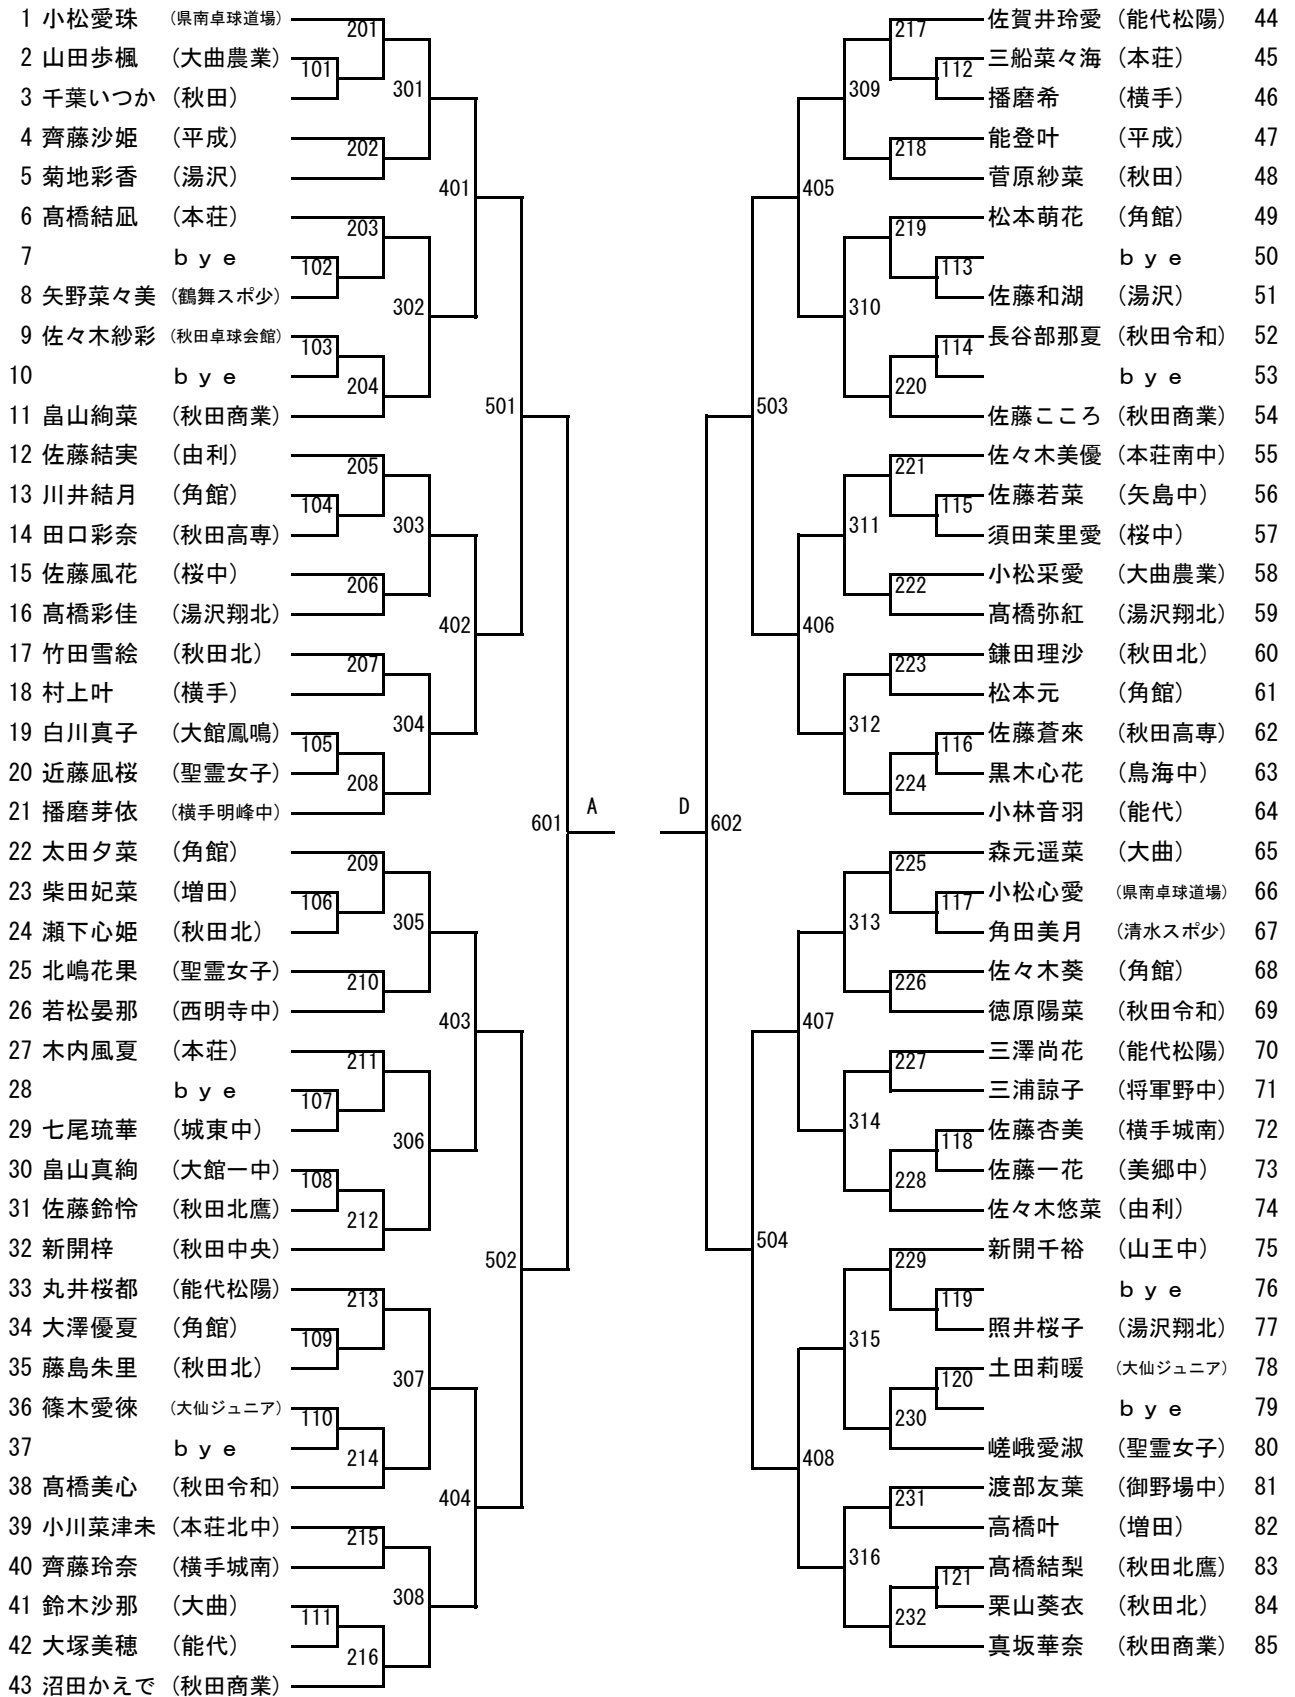 1 小松愛珠 (県南卓球道場)
2 山田歩楓 (大曲農業)
3 千葉いつか (秋田)
4 齊藤沙姫 (平成)
5 菊地彩香 (湯沢)
6 髙橋結凪 (本荘)
7 ｂｙｅ
8 矢野菜々美 (鶴舞スポ少)
9 佐々木紗彩 (秋田卓球会館)
10 ｂｙｅ
11 畠山絢菜 (秋田商業)
12 佐藤結実 (由利)
13 川井結月 (角館)
14 田口彩奈 (秋田高専)
15 佐藤風花 (桜中)
16 髙橋彩佳 (湯沢翔北)
17 竹田雪絵 (秋田北)
18 村上叶 (横手)
19 白川真子 (大館鳳鳴)
20 近藤凪桜 (聖霊女子)
21 播磨芽依 (横手明峰中)
22 太田夕菜 (角館)
23 柴田妃菜 (増田)
24 瀬下心姫 (秋田北)
25 北嶋花果 (聖霊女子)
26 若松晏那 (西明寺中)
27 木内風夏 (本荘)
28 ｂｙｅ
29 七尾琉華 (城東中)
30 畠山真絢 (大館一中)
31 佐藤鈴怜 (秋田北鷹)
32 新開梓 (秋田中央)
33 丸井桜都 (能代松陽)
34 大澤優夏 (角館)
35 藤島朱里 (秋田北)
36 篠木愛徠 (大仙ジュニア)
37 ｂｙｅ
38 髙橋美心 (秋田令和)
39 小川菜津未 (本荘北中)
40 齊藤玲奈 (横手城南)
41 鈴木沙那 (大曲)
42 大塚美穂 (能代)
43 沼田かえで (秋田商業)
101
102
103
104
105
106
107
108
109
110
111
201
202
203
204
205
206
207
208
209
210
211
212
213
214
215
216
301
302
303
304
305
306
307
308
401
402
403
404
501
502
601
A
D
602
503
504
405
406
407
408
309
310
311
312
313
314
315
316
217
218
219
220
221
222
223
224
225
226
227
228
229
230
231
232
112
113
114
115
116
117
118
119
120
121
佐賀井玲愛 (能代松陽) 44
三船菜々海 (本荘) 45
播磨希 (横手) 46
能登叶 (平成) 47
菅原紗菜 (秋田) 48
松本萌花 (角館) 49
ｂｙｅ 50
佐藤和湖 (湯沢) 51
長谷部那夏 (秋田令和) 52
ｂｙｅ 53
佐藤こころ (秋田商業) 54
佐々木美優 (本荘南中) 55
佐藤若菜 (矢島中) 56
須田茉里愛 (桜中) 57
小松采愛 (大曲農業) 58
髙橋弥紅 (湯沢翔北) 59
鎌田理沙 (秋田北) 60
松本元 (角館) 61
佐藤蒼來 (秋田高専) 62
黒木心花 (鳥海中) 63
小林音羽 (能代) 64
森元遥菜 (大曲) 65
小松心愛 (県南卓球道場) 66
角田美月 (清水スポ少) 67
佐々木葵 (角館) 68
徳原陽菜 (秋田令和) 69
三澤尚花 (能代松陽) 70
三浦諒子 (将軍野中) 71
佐藤杏美 (横手城南) 72
佐藤一花 (美郷中) 73
佐々木悠菜 (由利) 74
新開千裕 (山王中) 75
ｂｙｅ 76
照井桜子 (湯沢翔北) 77
土田莉暖 (大仙ジュニア) 78
ｂｙｅ 79
嵯峨愛淑 (聖霊女子) 80
渡部友葉 (御野場中) 81
高橋叶 (増田) 82
髙橋結梨 (秋田北鷹) 83
栗山葵衣 (秋田北) 84
真坂華奈 (秋田商業) 85